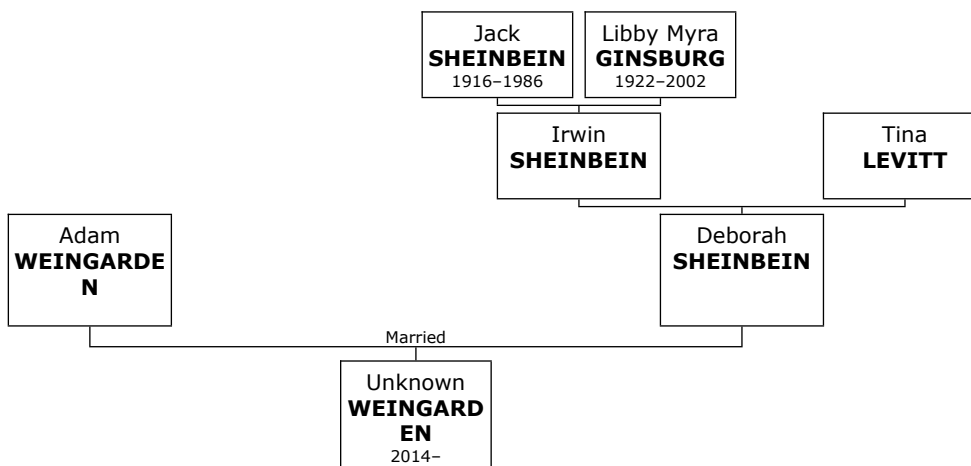 Jack
SHEINBEIN
1916–1986
Libby Myra
GINSBURG
1922–2002
Irwin
SHEINBEIN
Tina
LEVITT
Adam
WEINGARDE
N
Deborah
SHEINBEIN
Married
Unknown
WEINGARD
EN
2014–